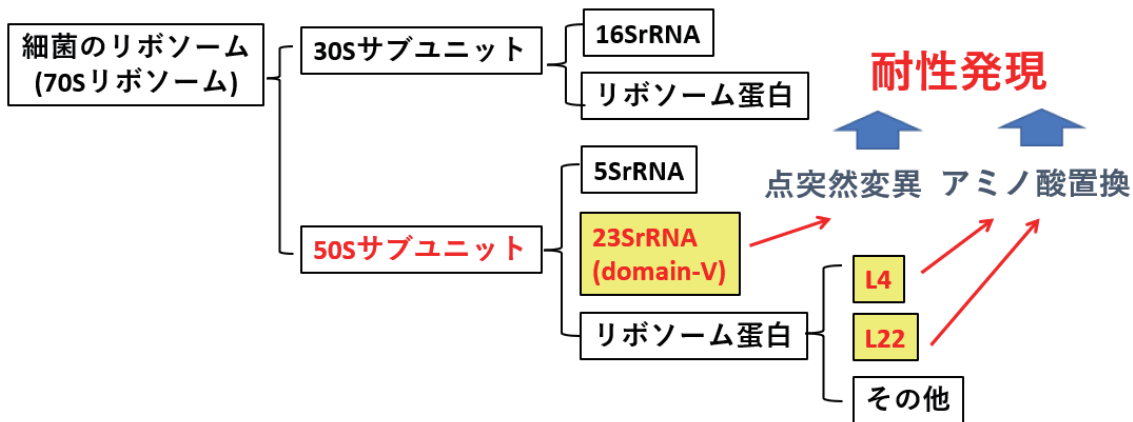 細菌のリボソーム
(70Sリボソーム)
30Sサブユニット
16SrRNA
リボソーム蛋白
50Sサブユニット
5SrRNA
23SrRNA
(domain-V)
リボソーム蛋白
L4
L22
その他
耐性発現
点突然変異
アミノ酸置換